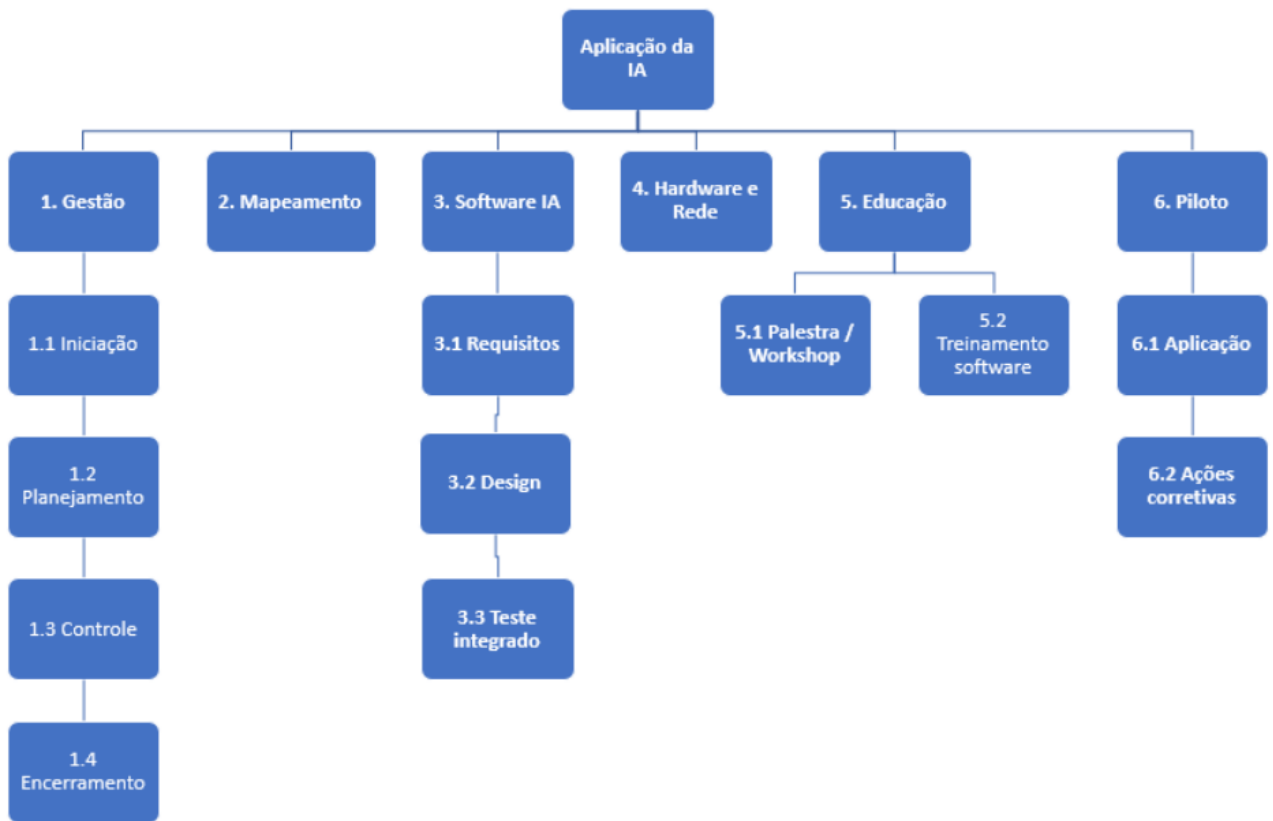 Aplicação da
IA
1. Gestão
2. Mapeamento
3. Software IA
4. Hardware e
Rede
5. Educação
6. Piloto
1.1 Iniciação
3.1 Requisitos
5.1 Palestra /
Workshop
5.2
Treinamento
software
6.1 Aplicação
1.2
Planejamento
3.2 Design
6.2 Ações
corretivas
1.3 Controle
3.3 Teste
integrado
1.4
Encerramento